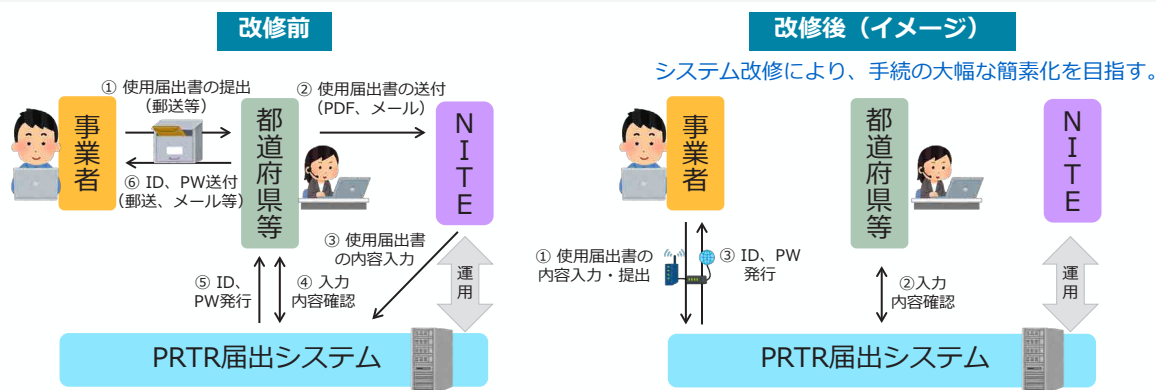 改修前
① 使用届出書の提出
（郵送等）
② 使用届出書の送付
（PDF、メール）
事業者
都道府県等
NITE
⑥ ID、PW送付
（郵送、メール等）
③ 使用届出書
の内容入力
⑤ ID、
PW発行
④ 入力
内容確認
運用
PRTR届出システム
改修後（イメージ）
システム改修により、手続の大幅な簡素化を目指す。
事業者
都道府県等
NITE
① 使用届出書の
内容入力・提出
③ ID、PW
発行
②入力
内容確認
運用
PRTR届出システム